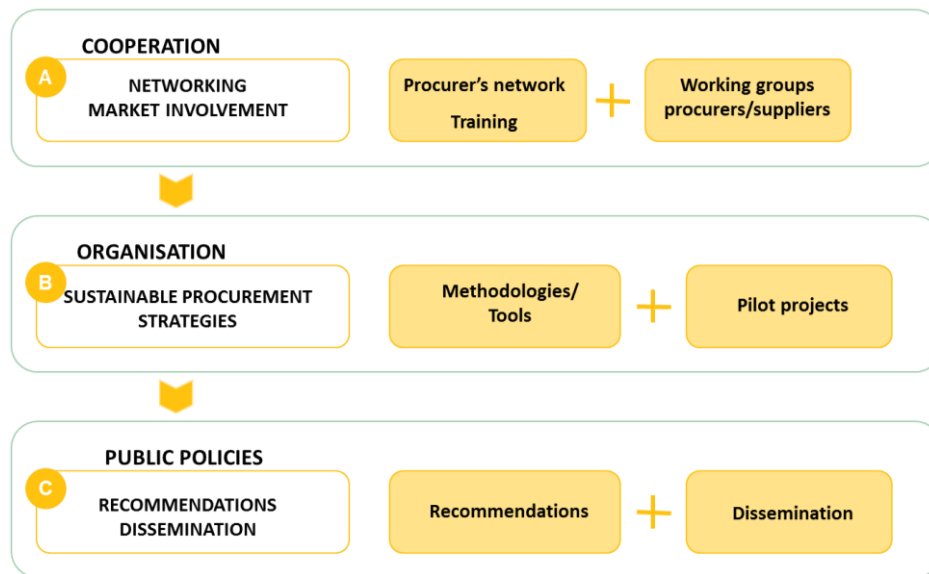 COOPERATION
A
NETWORKING
MARKET INVOLVEMENT
Procurer's network
Training
Working groups
procurers/suppliers
ORGANISATION
B
SUSTAINABLE PROCUREMENT
STRATEGIES
Methodologies/
Tools
Pilot projects
PUBLIC POLICIES
C
RECOMMENDATIONS
DISSEMINATION
Recommendations
Dissemination